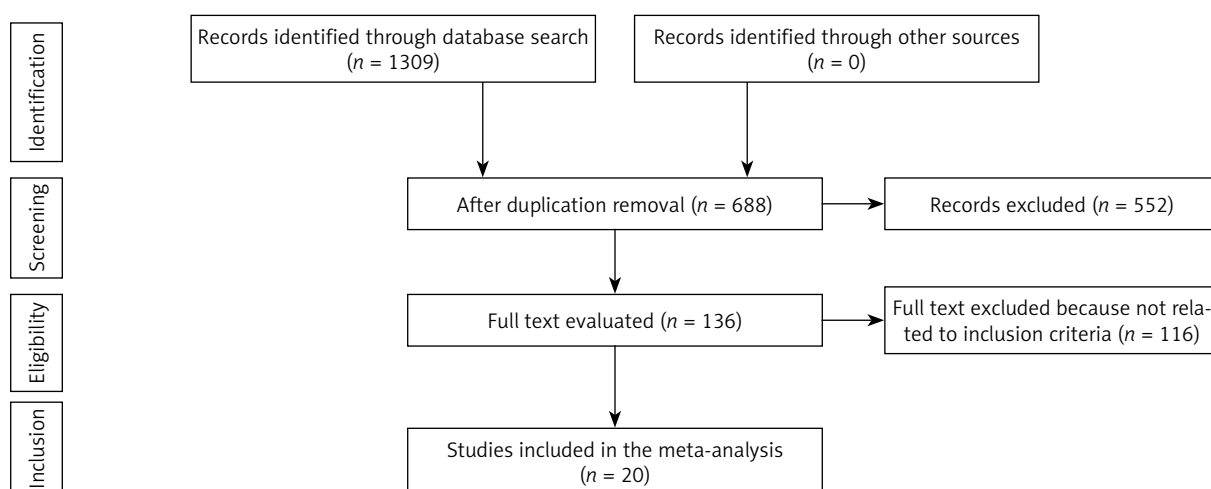 Identification
Records identified through database search
(n = 1309)
Records identified through other sources
(n = 0)
Screening
After duplication removal (n = 688)
Records excluded (n = 552)
Eligibility
Full text evaluated (n = 136)
Full text excluded because not rela-
ted to inclusion criteria (n = 116)
Inclusion
Studies included in the meta-analysis
(n = 20)